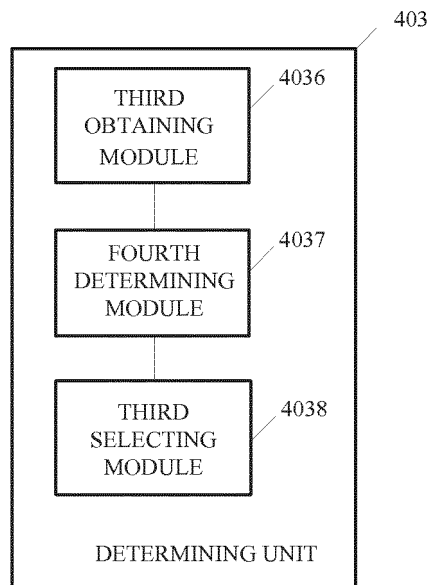 403
4036
THIRD
OBTAINING
MODULE
4037
FOURTH
DETERMINING
MODULE
4038
THIRD
SELECTING
MODULE
DETERMINING UNIT